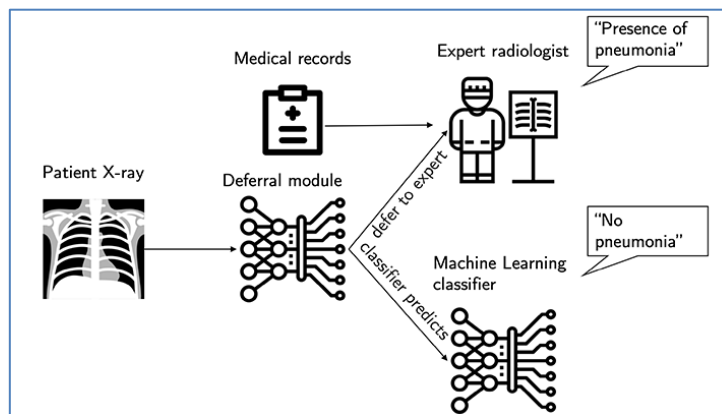 "Presence of
pneumonia"
Expert radiologist
Medical records
Patient X-ray
Deferral module
defer to expert
classifier predicts
"No
pneumonia"
Machine Learning
classifier